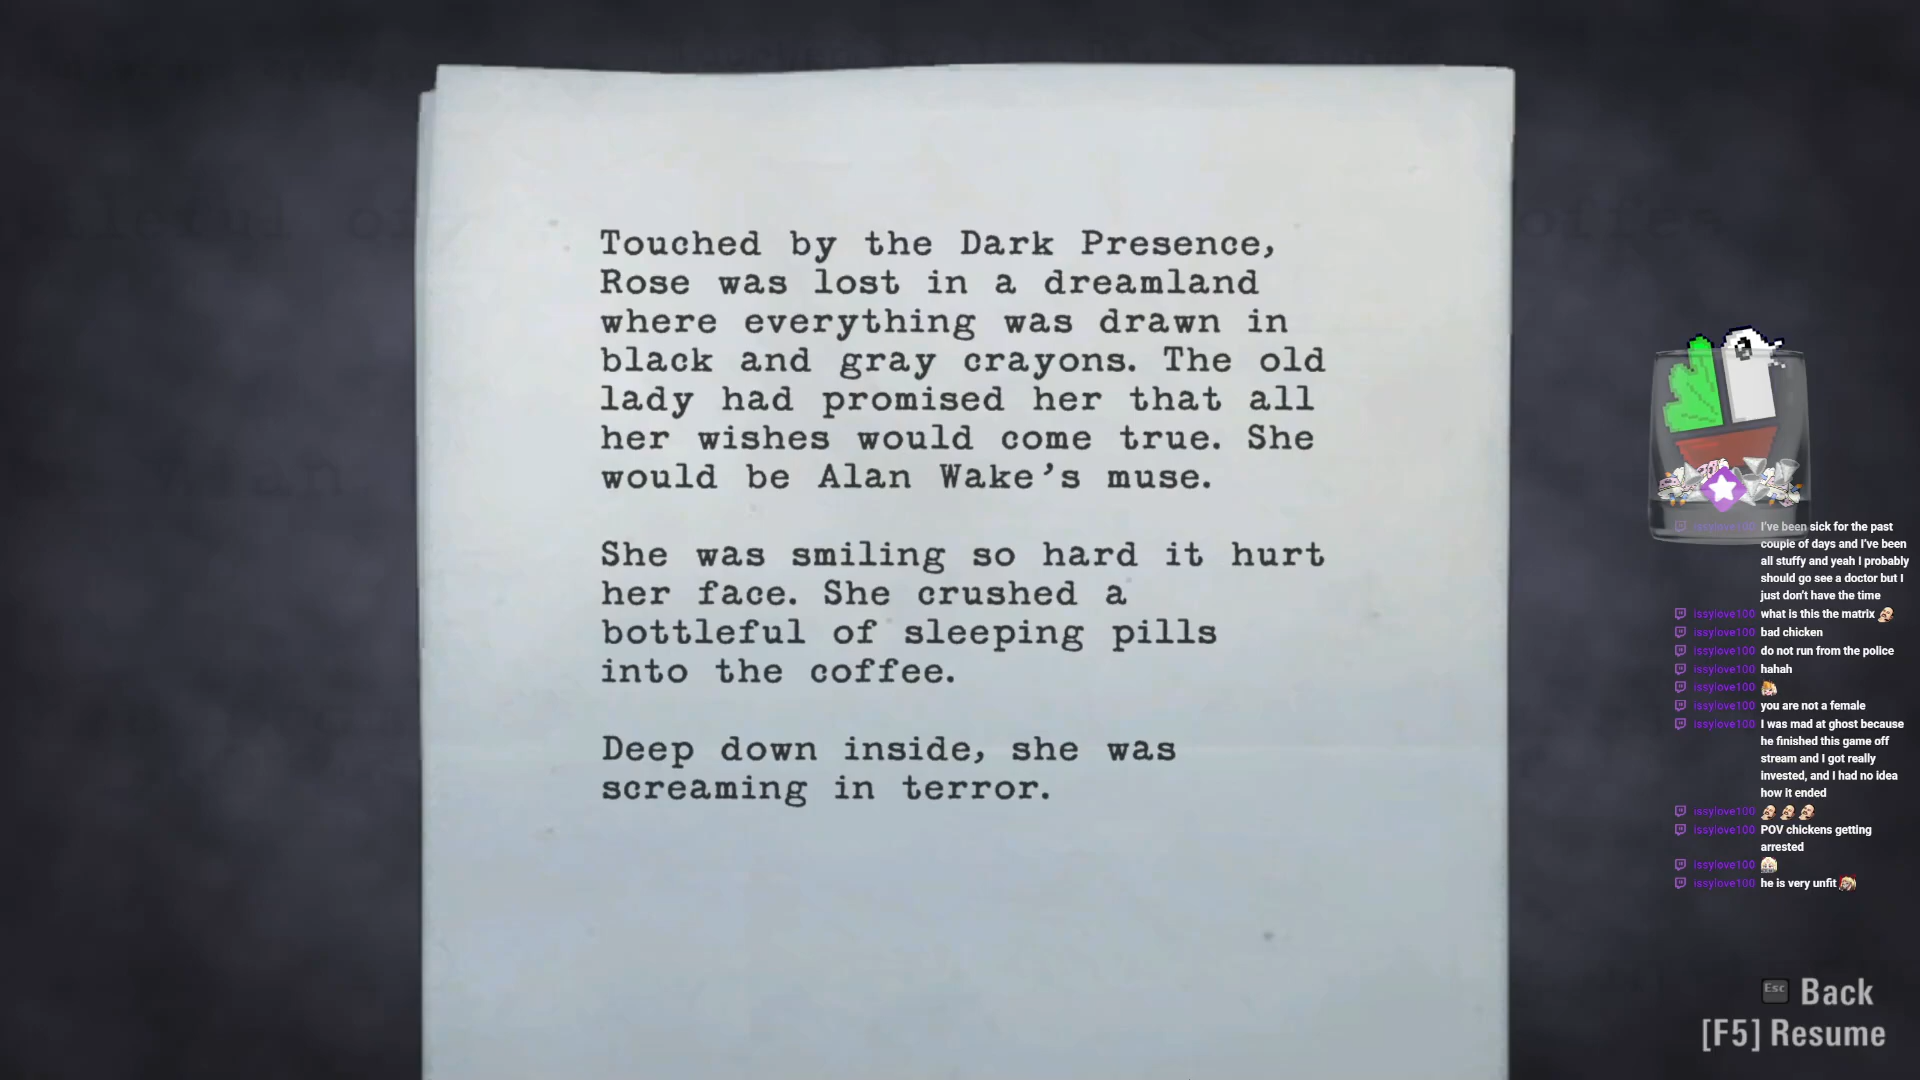 Touched by the Dark Presence,
Rose was lost in a dreamland
where everything was drawn in
black and gray crayons. The old
lady had promised her that all
her wishes would come true. She
would be Alan Wake's muse.
She was smiling so hard it hurt
her face. She crushed a
bottleful of sleeping pills
into the coffee.
Deep down inside, she was
screaming in terror.
issylove100 I've been sick for the past
couple of days and I've been
all stuffy and yeah I probably
should go see a doctor but I
just don't have the time
issylove100 what is this the matrix
issylove100 bad chicken
issylove100 do not run from the police
issylove100 hahah
issylove100
issylove100 you are not a female
issylove100 I was mad at ghost because
he finished this game off
stream and I got really
invested, and I had no idea
how it ended
issylove100
issylove100 POV chickens getting
arrested
issylove100
issylove100 he is very unfit
Esc Back
[F5] Resume